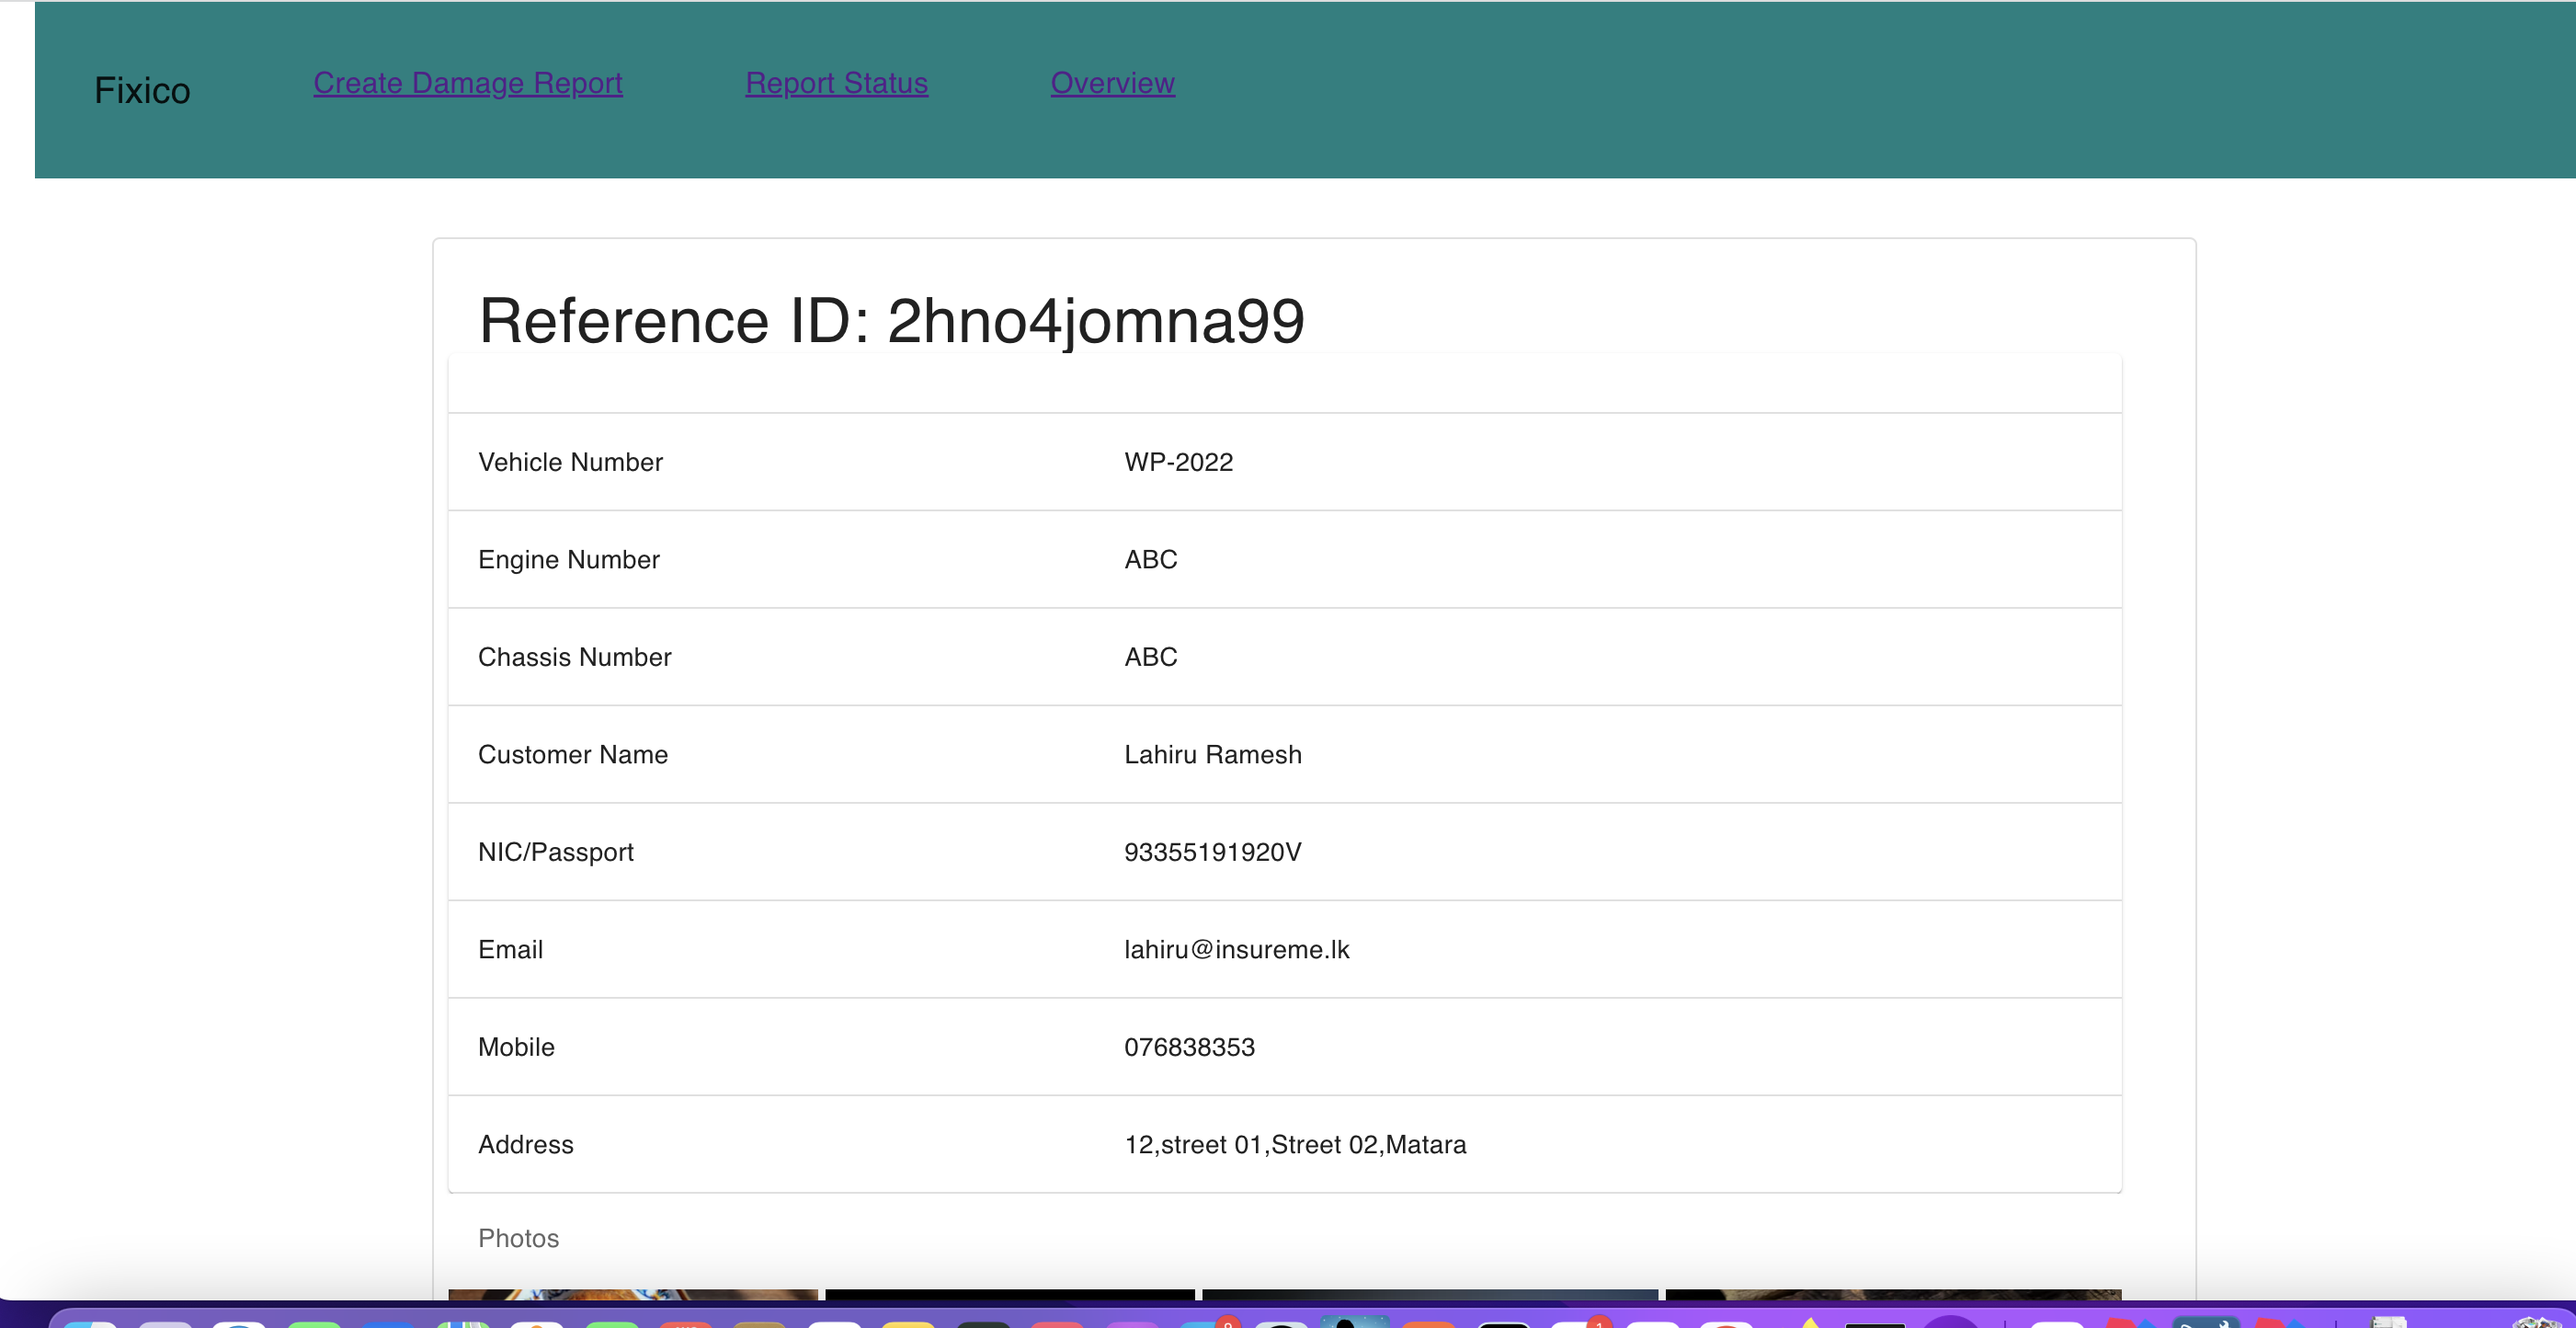 Fixico Create Damage Report Report Status Overview
Reference ID: 2hno4jomna99
Vehicle Number WP-2022
Engine Number ABC
Chassis Number ABC
Customer Name Lahiru Ramesh
NIC/Passport 93355191920V
Email lahiru@insureme.lk
Mobile 076838353
Address 12,street 01,Street 02,Matara
Photos